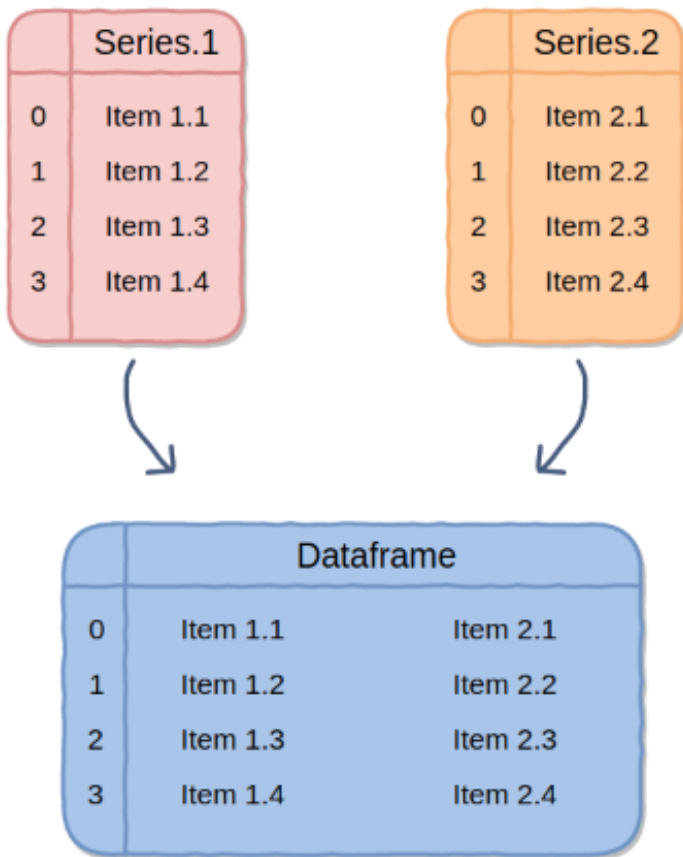 Series.1
0 Item 1.1
1 Item 1.2
2 Item 1.3
3 Item 1.4
Series.2
0 Item 2.1
1 Item 2.2
2 Item 2.3
3 Item 2.4
Dataframe
0 Item 1.1 Item 2.1
1 Item 1.2 Item 2.2
2 Item 1.3 Item 2.3
3 Item 1.4 Item 2.4